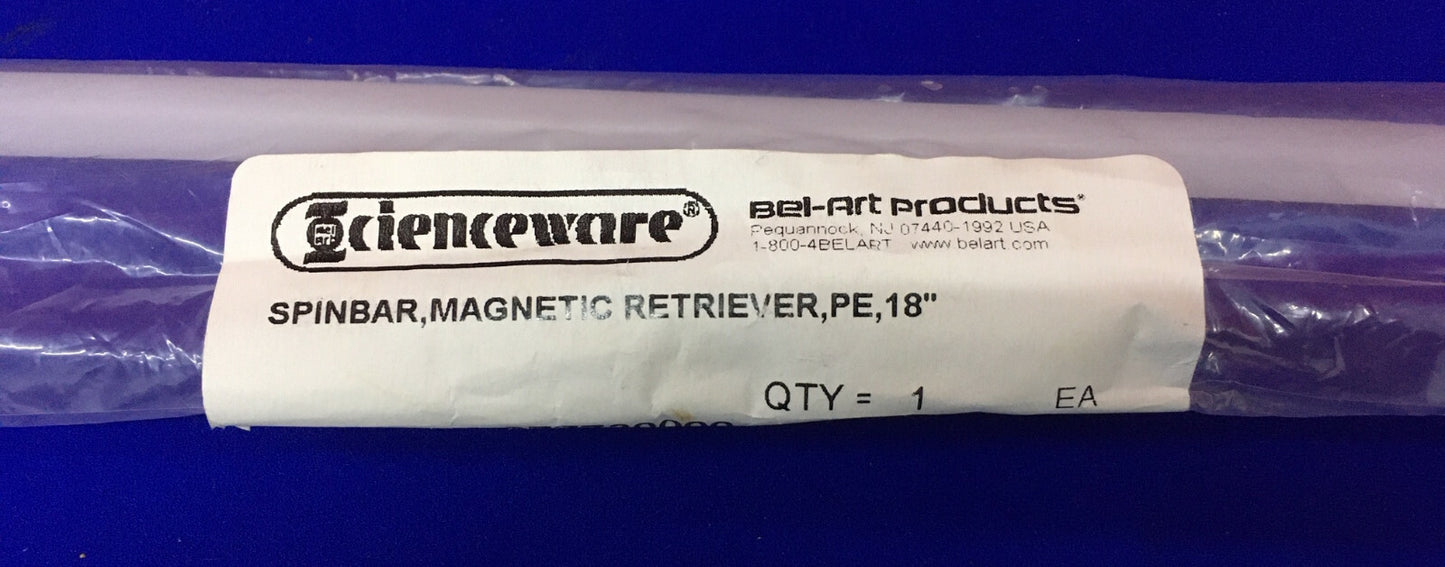 Scienceware®
Bel-Art Products®
Pequannock, NJ 07440-1992 USA
1-800-4BELART www.belart.com
SPINBAR,MAGNETIC RETRIEVER,PE,18"
QTY = 1 EA